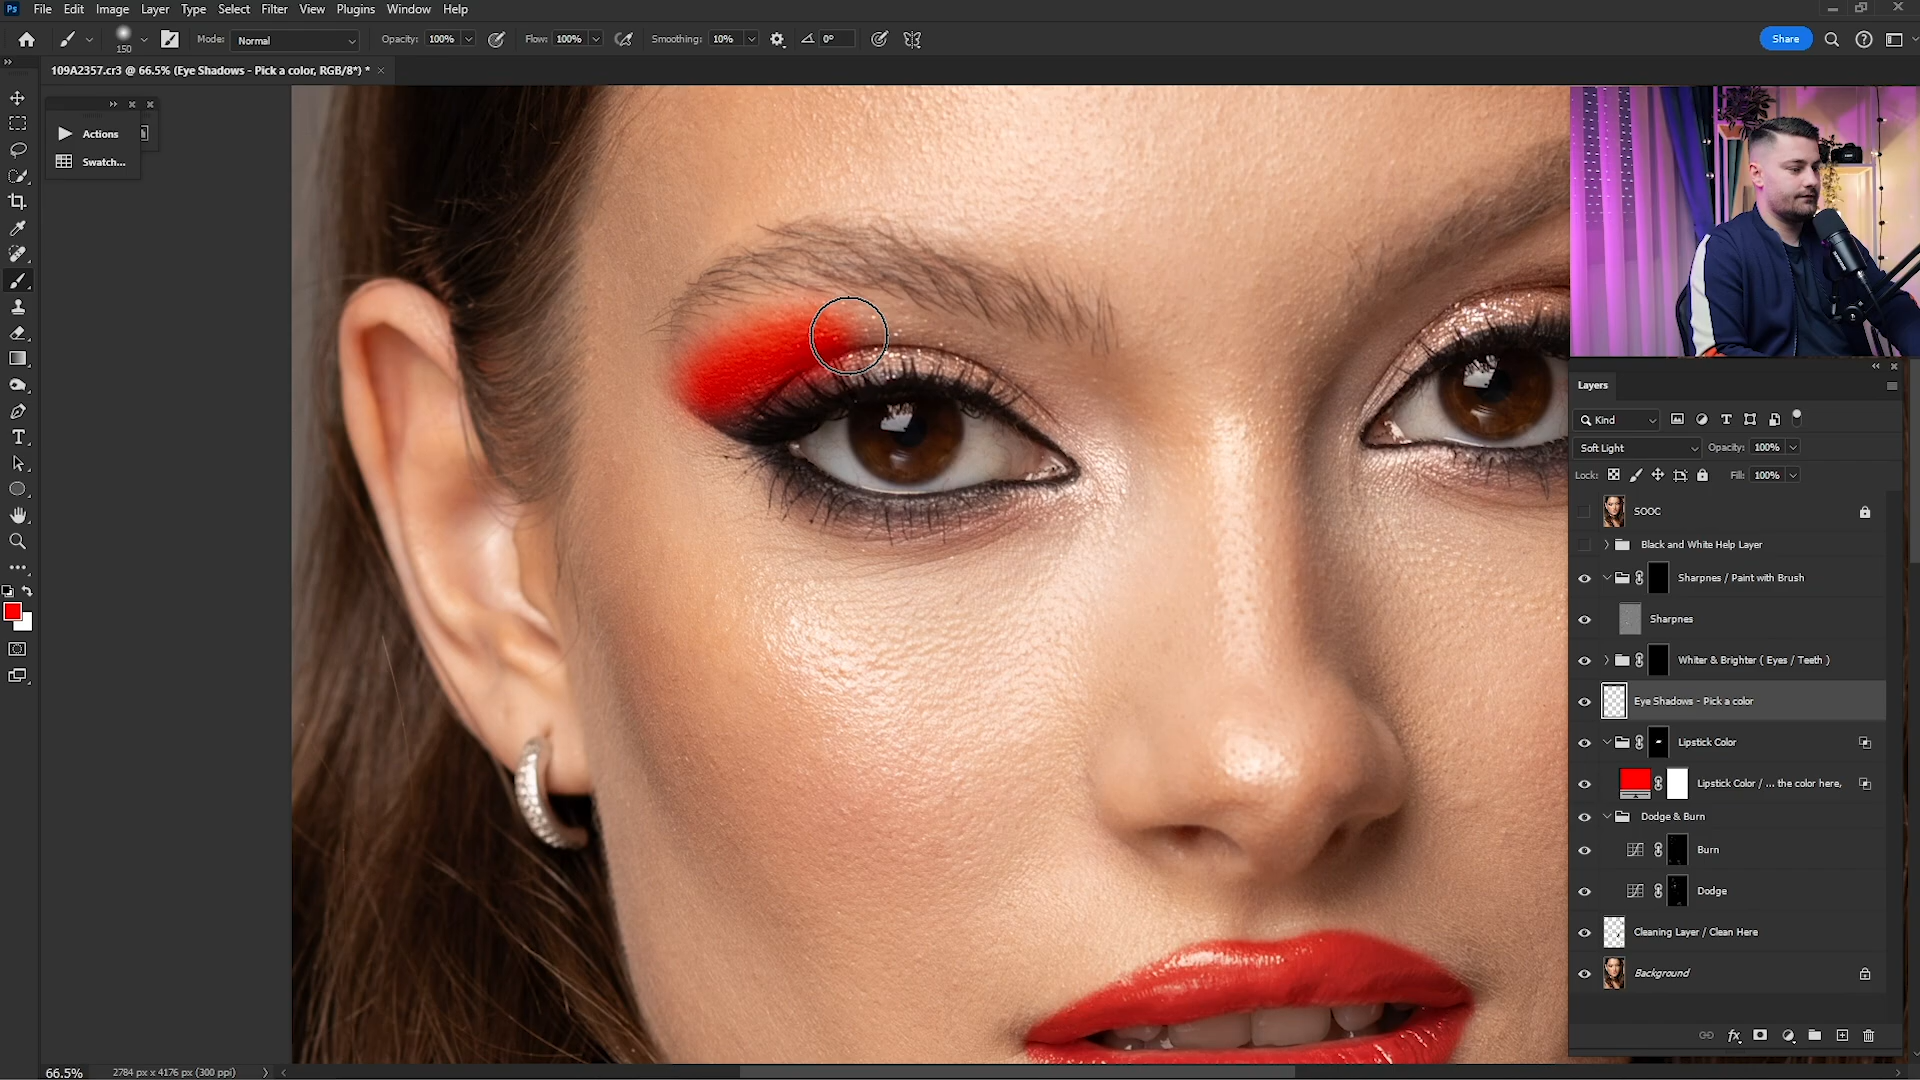 Ps File Edit Image Layer Type Select Filter View Plugins Window Help
150 Mode: Normal Opacity: 100% Flow: 100% Smoothing: 10% 0° Share
109A2357.cr3 @ 66.5% (Eye Shadows - Pick a color, RGB/8*) *
Actions
Swatch...
Layers
Kind
Soft Light Opacity: 100%
Lock: Fill: 100%
SOOC
Black and White Help Layer
Sharpnes / Paint with Brush
Sharpnes
Whiter & Brighter ( Eyes / Teeth )
Eye Shadows - Pick a color
Lipstick Color
Lipstick Color / ... the color here,
Dodge & Burn
Burn
Dodge
Cleaning Layer / Clean Here
Background
66.5% 2784 px x 4176 px (300 ppi)